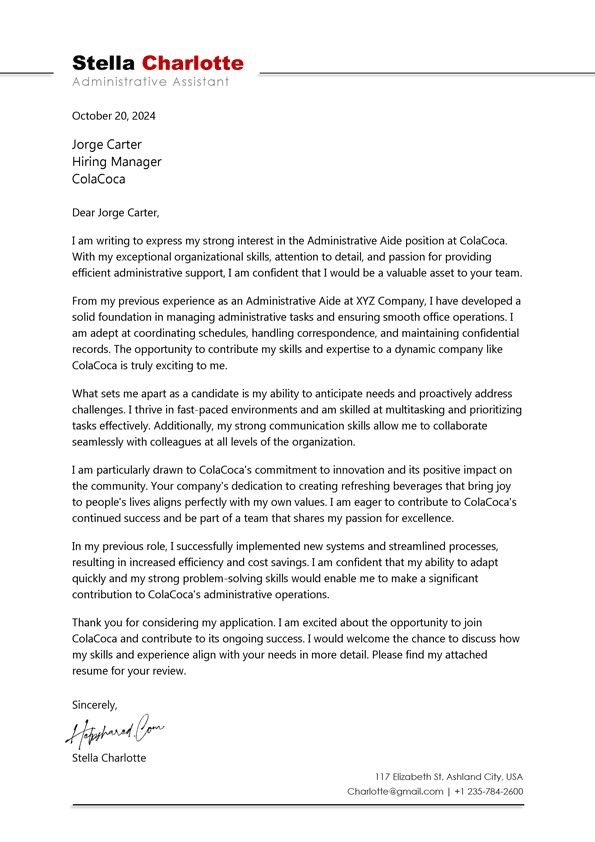 Stella Charlotte
Administrative Assistant
October 20, 2024
Jorge Carter
Hiring Manager
ColaCoca
Dear Jorge Carter,
I am writing to express my strong interest in the Administrative Aide position at ColaCoca.
With my exceptional organizational skills, attention to detail, and passion for providing
efficient administrative support, I am confident that I would be a valuable asset to your team.
From my previous experience as an Administrative Aide at XYZ Company, I have developed a
solid foundation in managing administrative tasks and ensuring smooth office operations. I
am adept at coordinating schedules, handling correspondence, and maintaining confidential
records. The opportunity to contribute my skills and expertise to a dynamic company like
ColaCoca is truly exciting to me.
What sets me apart as a candidate is my ability to anticipate needs and proactively address
challenges. I thrive in fast-paced environments and am skilled at multitasking and prioritizing
tasks effectively. Additionally, my strong communication skills allow me to collaborate
seamlessly with colleagues at all levels of the organization.
I am particularly drawn to ColaCoca's commitment to innovation and its positive impact on
the community. Your company's dedication to creating refreshing beverages that bring joy
to people's lives aligns perfectly with my own values. I am eager to contribute to ColaCoca's
continued success and be part of a team that shares my passion for excellence.
In my previous role, I successfully implemented new systems and streamlined processes,
resulting in increased efficiency and cost savings. I am confident that my ability to adapt
quickly and my strong problem-solving skills would enable me to make a significant
contribution to ColaCoca's administrative operations.
Thank you for considering my application. I am excited about the opportunity to join
ColaCoca and contribute to its ongoing success. I would welcome the chance to discuss how
my skills and experience align with your needs in more detail. Please find my attached
resume for your review.
Sincerely,
Stella Charlotte
117 Elizabeth St, Ashland City, USA
Charlotte@gmail.com | +1 235-784-2600